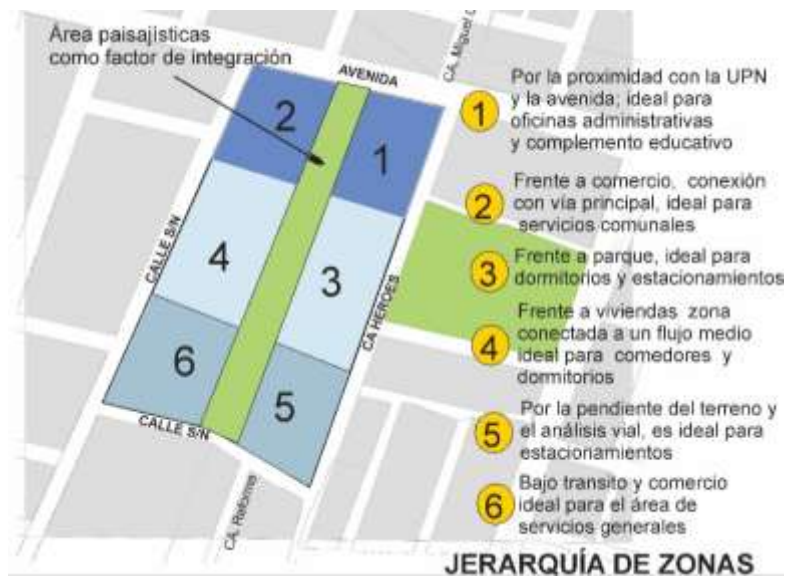 Área paisajísticas
como factor de integración
AVENIDA
CA. Miguel
2
1
4
3
6
5
CALLE S/N
CA HEROES
CALLE S/N
CA. Reforma
1
Por la proximidad con la UPN
y la avenida; ideal para
oficinas administrativas
y complemento educativo
2
Frente a comercio, conexión
con vía principal, ideal para
servicios comunales
3
Frente a parque, ideal para
dormitorios y estacionamientos
4
Frente a viviendas zona
conectada a un flujo medio
ideal para comedores y
dormitorios
5
Por la pendiente del terreno y
el análisis vial, es ideal para
estacionamientos
6
Bajo transito y comercio
ideal para el área de
servicios generales
JERARQUÍA DE ZONAS